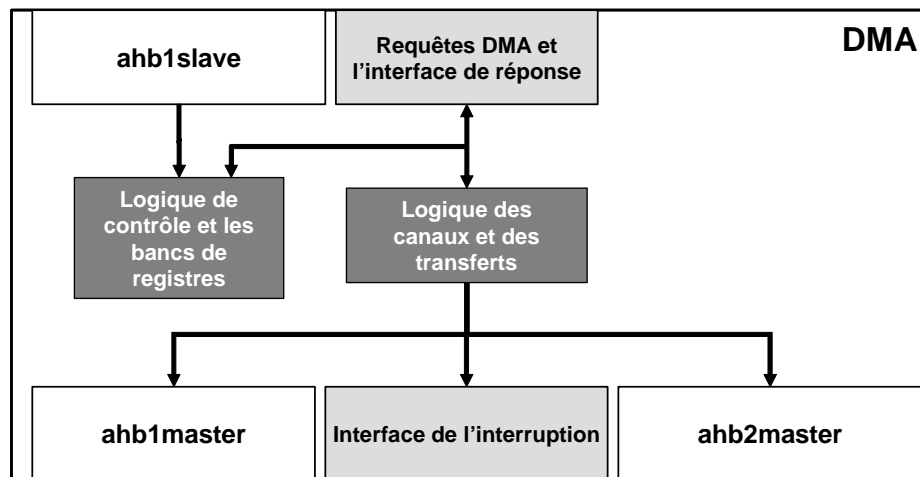 DMA
ahb1slave
Requêtes DMA et
l’interface de réponse
Logique de
contrôle et les
bancs de
registres
Logique des
canaux et des
transferts
ahb1master
Interface de l’interruption
ahb2master